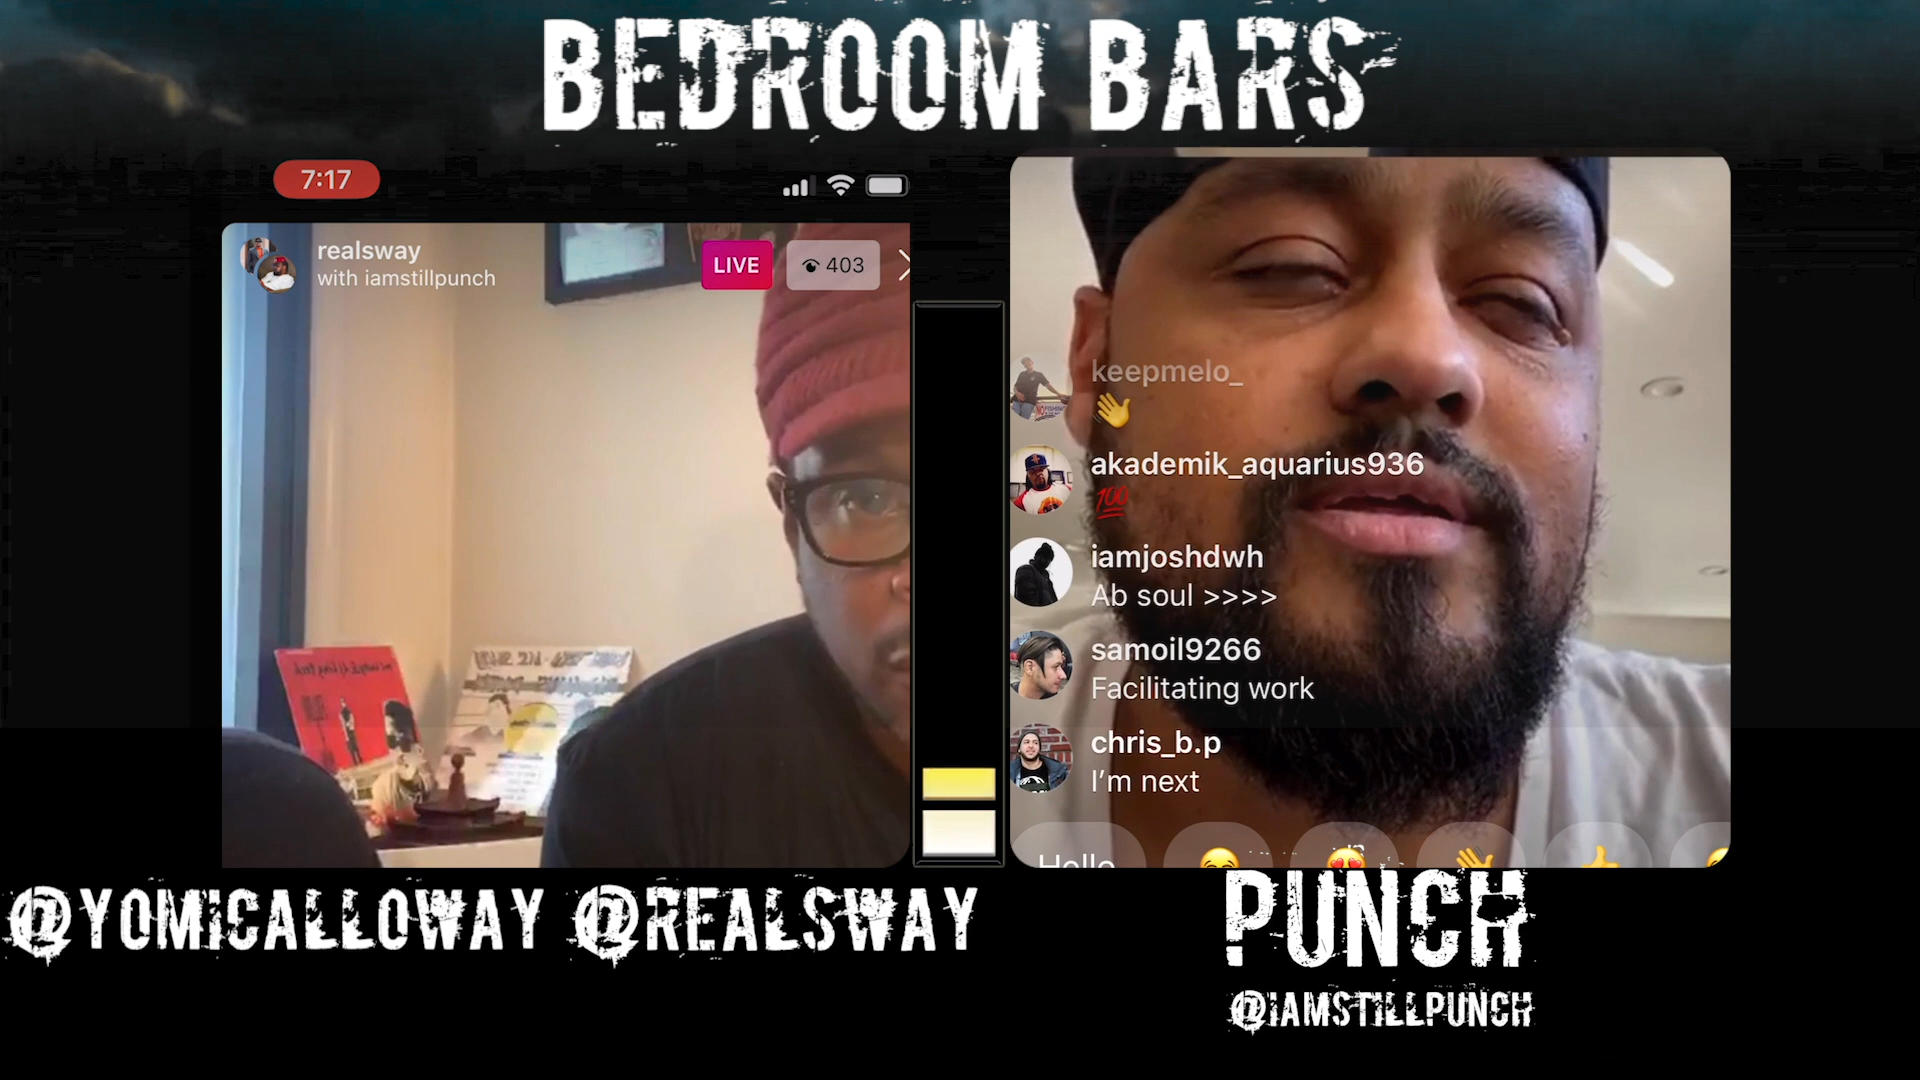 BEDROOM BARS
7:17
realsway
with iamstillpunch
LIVE
403
keepmelo_
👋
akademik_aquarius936
💯
iamjoshdwh
Ab soul >>>>
samoil9266
Facilitating work
chris_b.p
I’m next
Hello
@YOMICALLOWAY @REALSWAY
PUNCH
@IAMSTILLPUNCH